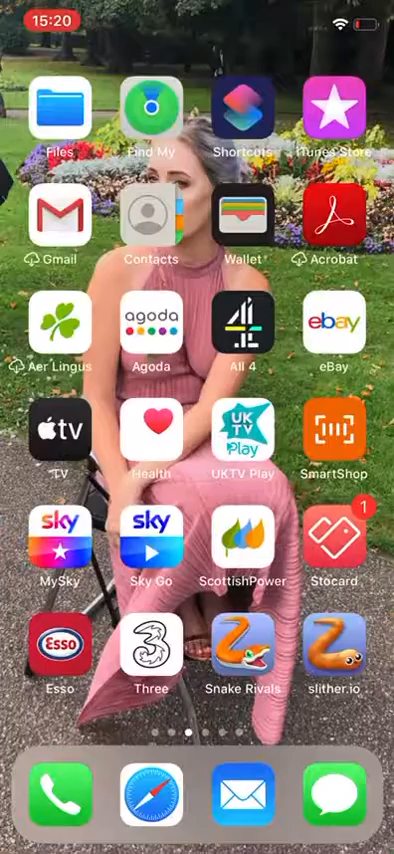 15:20
Files Find My Shortcuts iTunes Store
Gmail Contacts Wallet Acrobat
agoda 4 ebay
Aer Lingus Agoda All 4 eBay
tv UK TV Play
TV Health UKTV Play SmartShop
sky sky 1
MySky Sky Go ScottishPower Stocard
Esso 3
Esso Three Snake Rivals slither.io